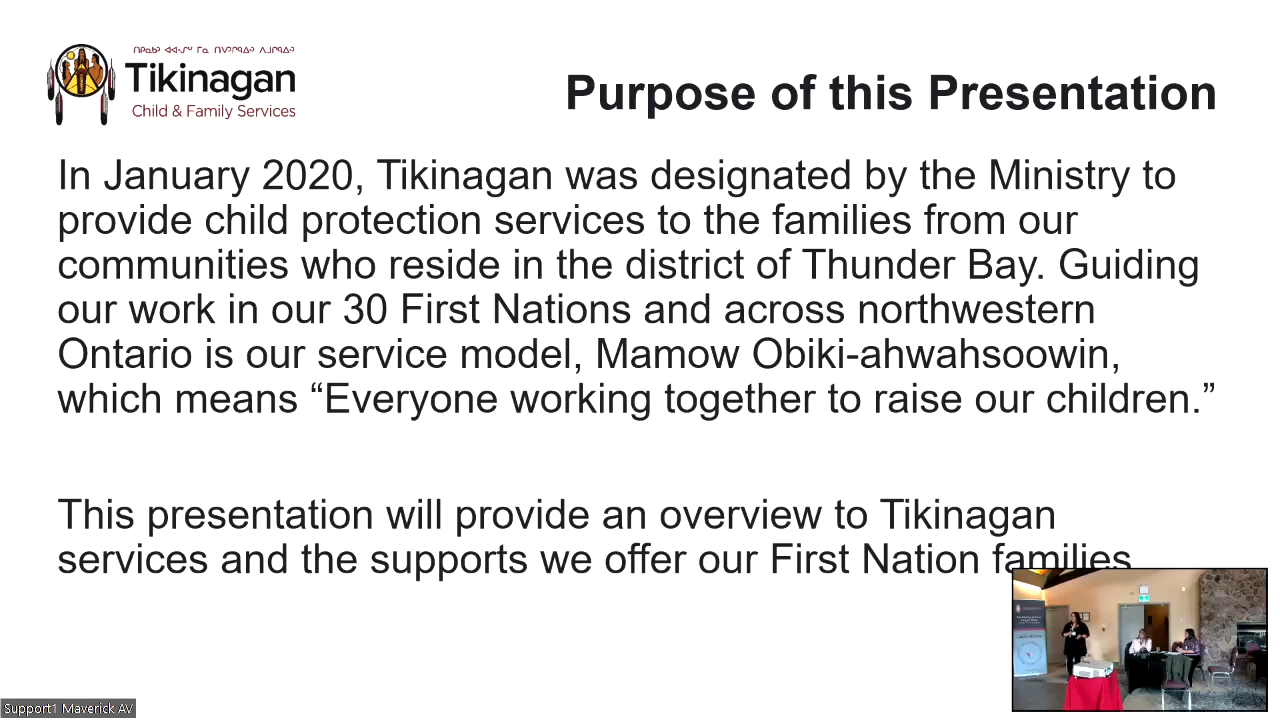 ᑎᑭᓇᑲᐣ
Tikinagan
Child & Family Services
Purpose of this Presentation
In January 2020, Tikinagan was designated by the Ministry to
provide child protection services to the families from our
communities who reside in the district of Thunder Bay. Guiding
our work in our 30 First Nations and across northwestern
Ontario is our service model, Mamow Obiki-ahwahsoowin,
which means “Everyone working together to raise our children.”
This presentation will provide an overview to Tikinagan
services and the supports we offer our First Nation families
Support1 Maverick AV